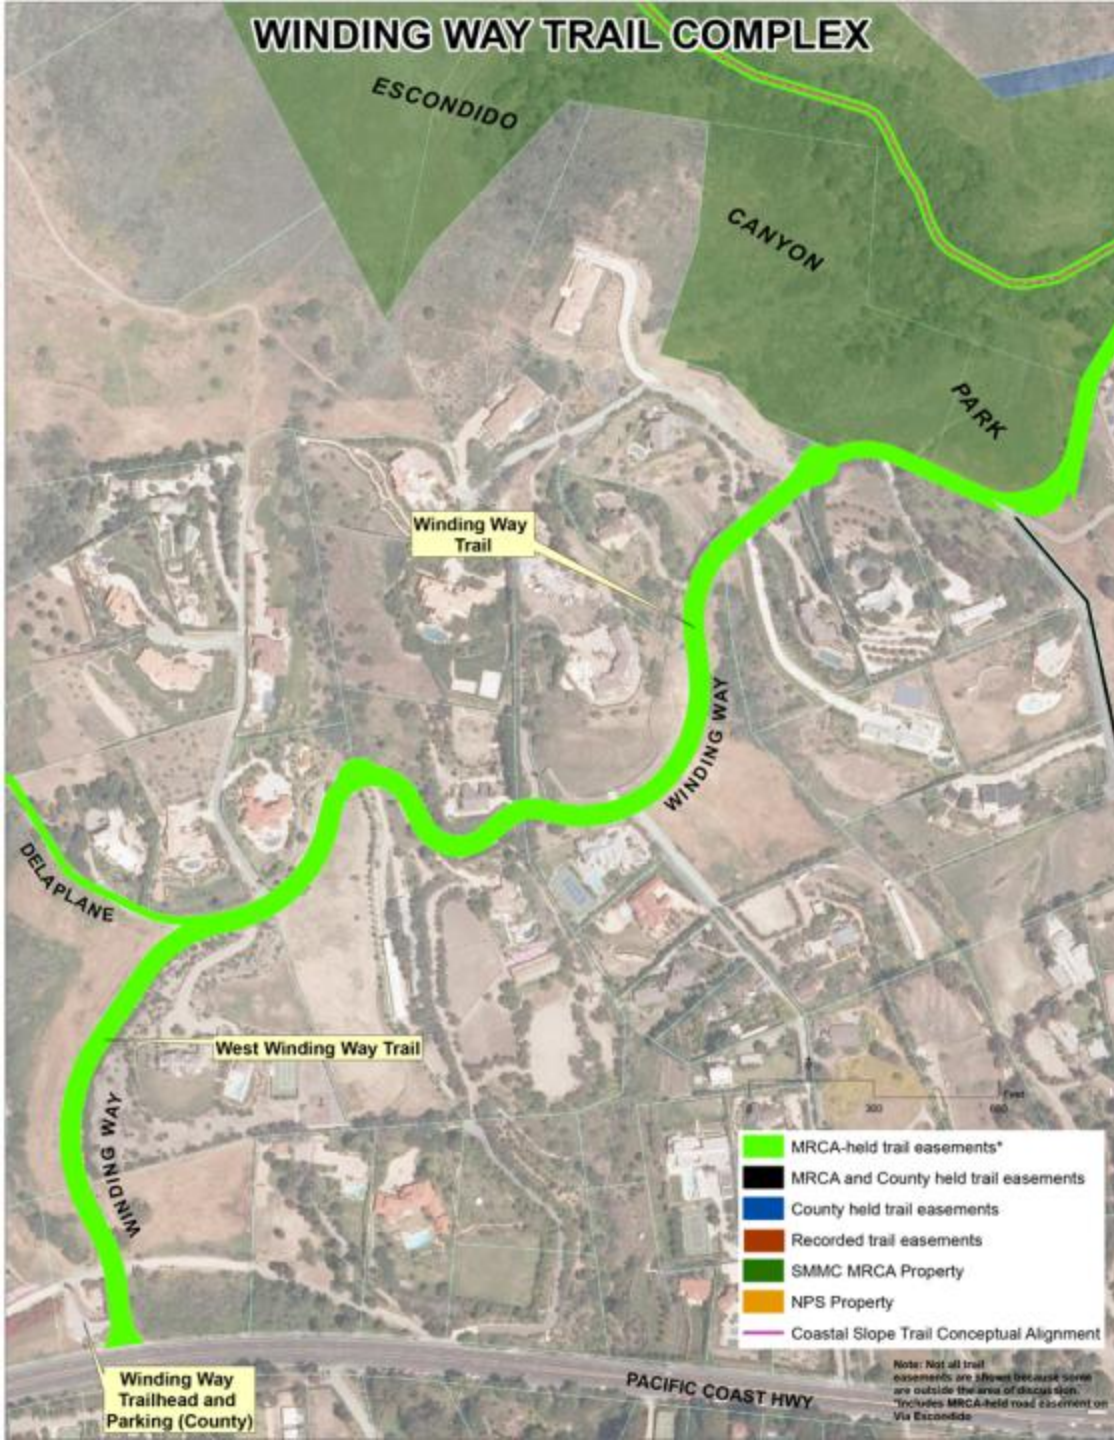 WINDING WAY TRAIL COMPLEX
ESCONDIDO
CANYON
PARK
Winding Way
Trail
WINDING WAY
DELAPLANE
West Winding Way Trail
WINDING WAY
Feet
0 300 600
MRCA-held trail easements*
MRCA and County held trail easements
County held trail easements
Recorded trail easements
SMMC MRCA Property
NPS Property
Coastal Slope Trail Conceptual Alignment
Winding Way
Trailhead and
Parking (County)
PACIFIC COAST HWY
Note: Not all trail
easements are shown because some
are outside the area of discussion.
*Includes MRCA-held road easement on
Via Escondido